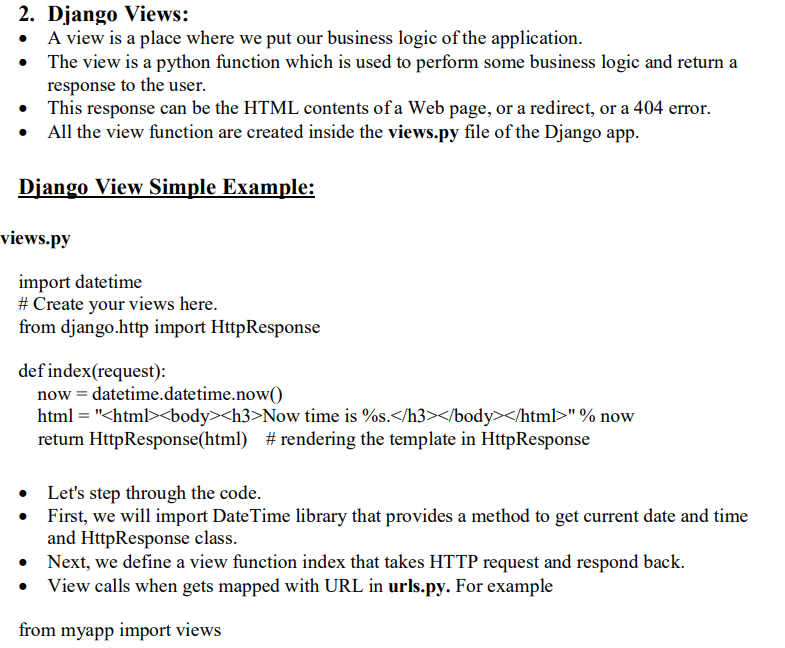 2. Django Views:
• A view is a place where we put our business logic of the application.
• The view is a python function which is used to perform some business logic and return a
response to the user.
• This response can be the HTML contents of a Web page, or a redirect, or a 404 error.
• All the view function are created inside the views.py file of the Django app.
Django View Simple Example:
views.py
import datetime
# Create your views here.
from django.http import HttpResponse
def index(request):
now = datetime.datetime.now()
html = "<html><body><h3>Now time is %s.</h3></body></html>" % now
return HttpResponse(html) # rendering the template in HttpResponse
• Let's step through the code.
• First, we will import DateTime library that provides a method to get current date and time
and HttpResponse class.
• Next, we define a view function index that takes HTTP request and respond back.
• View calls when gets mapped with URL in urls.py. For example
from myapp import views